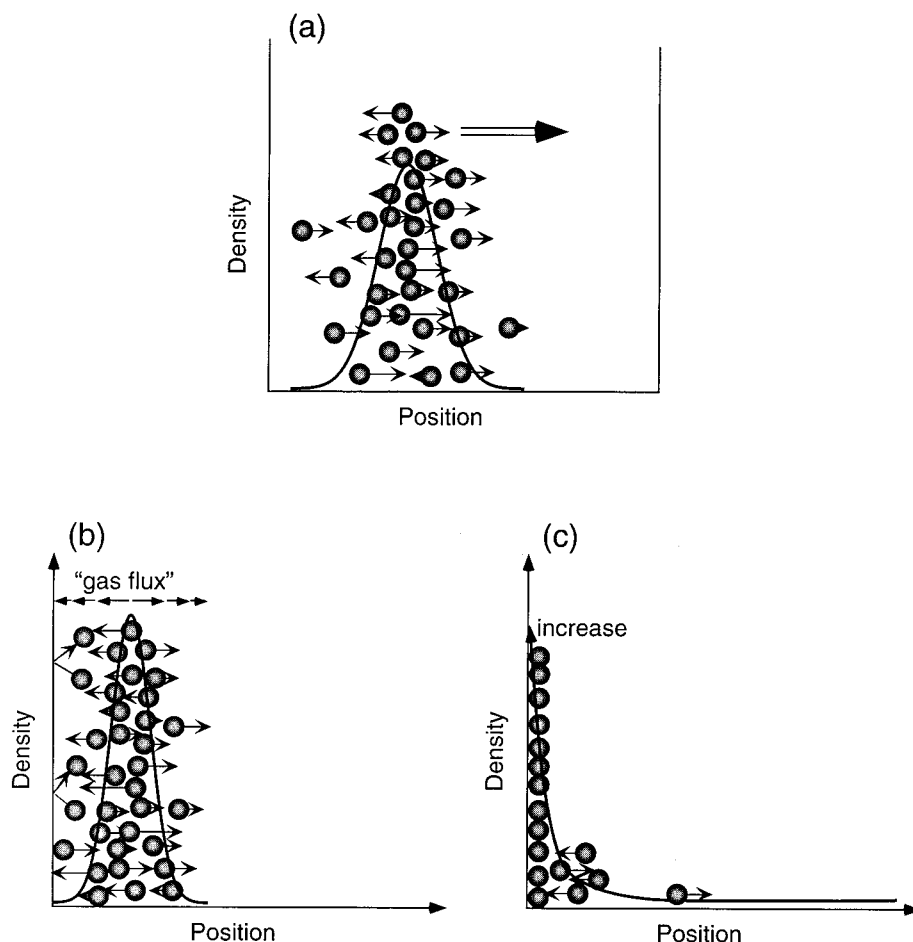 (a)
Density
Position
(b)
"gas flux"
Density
Position
(c)
increase
Density
Position